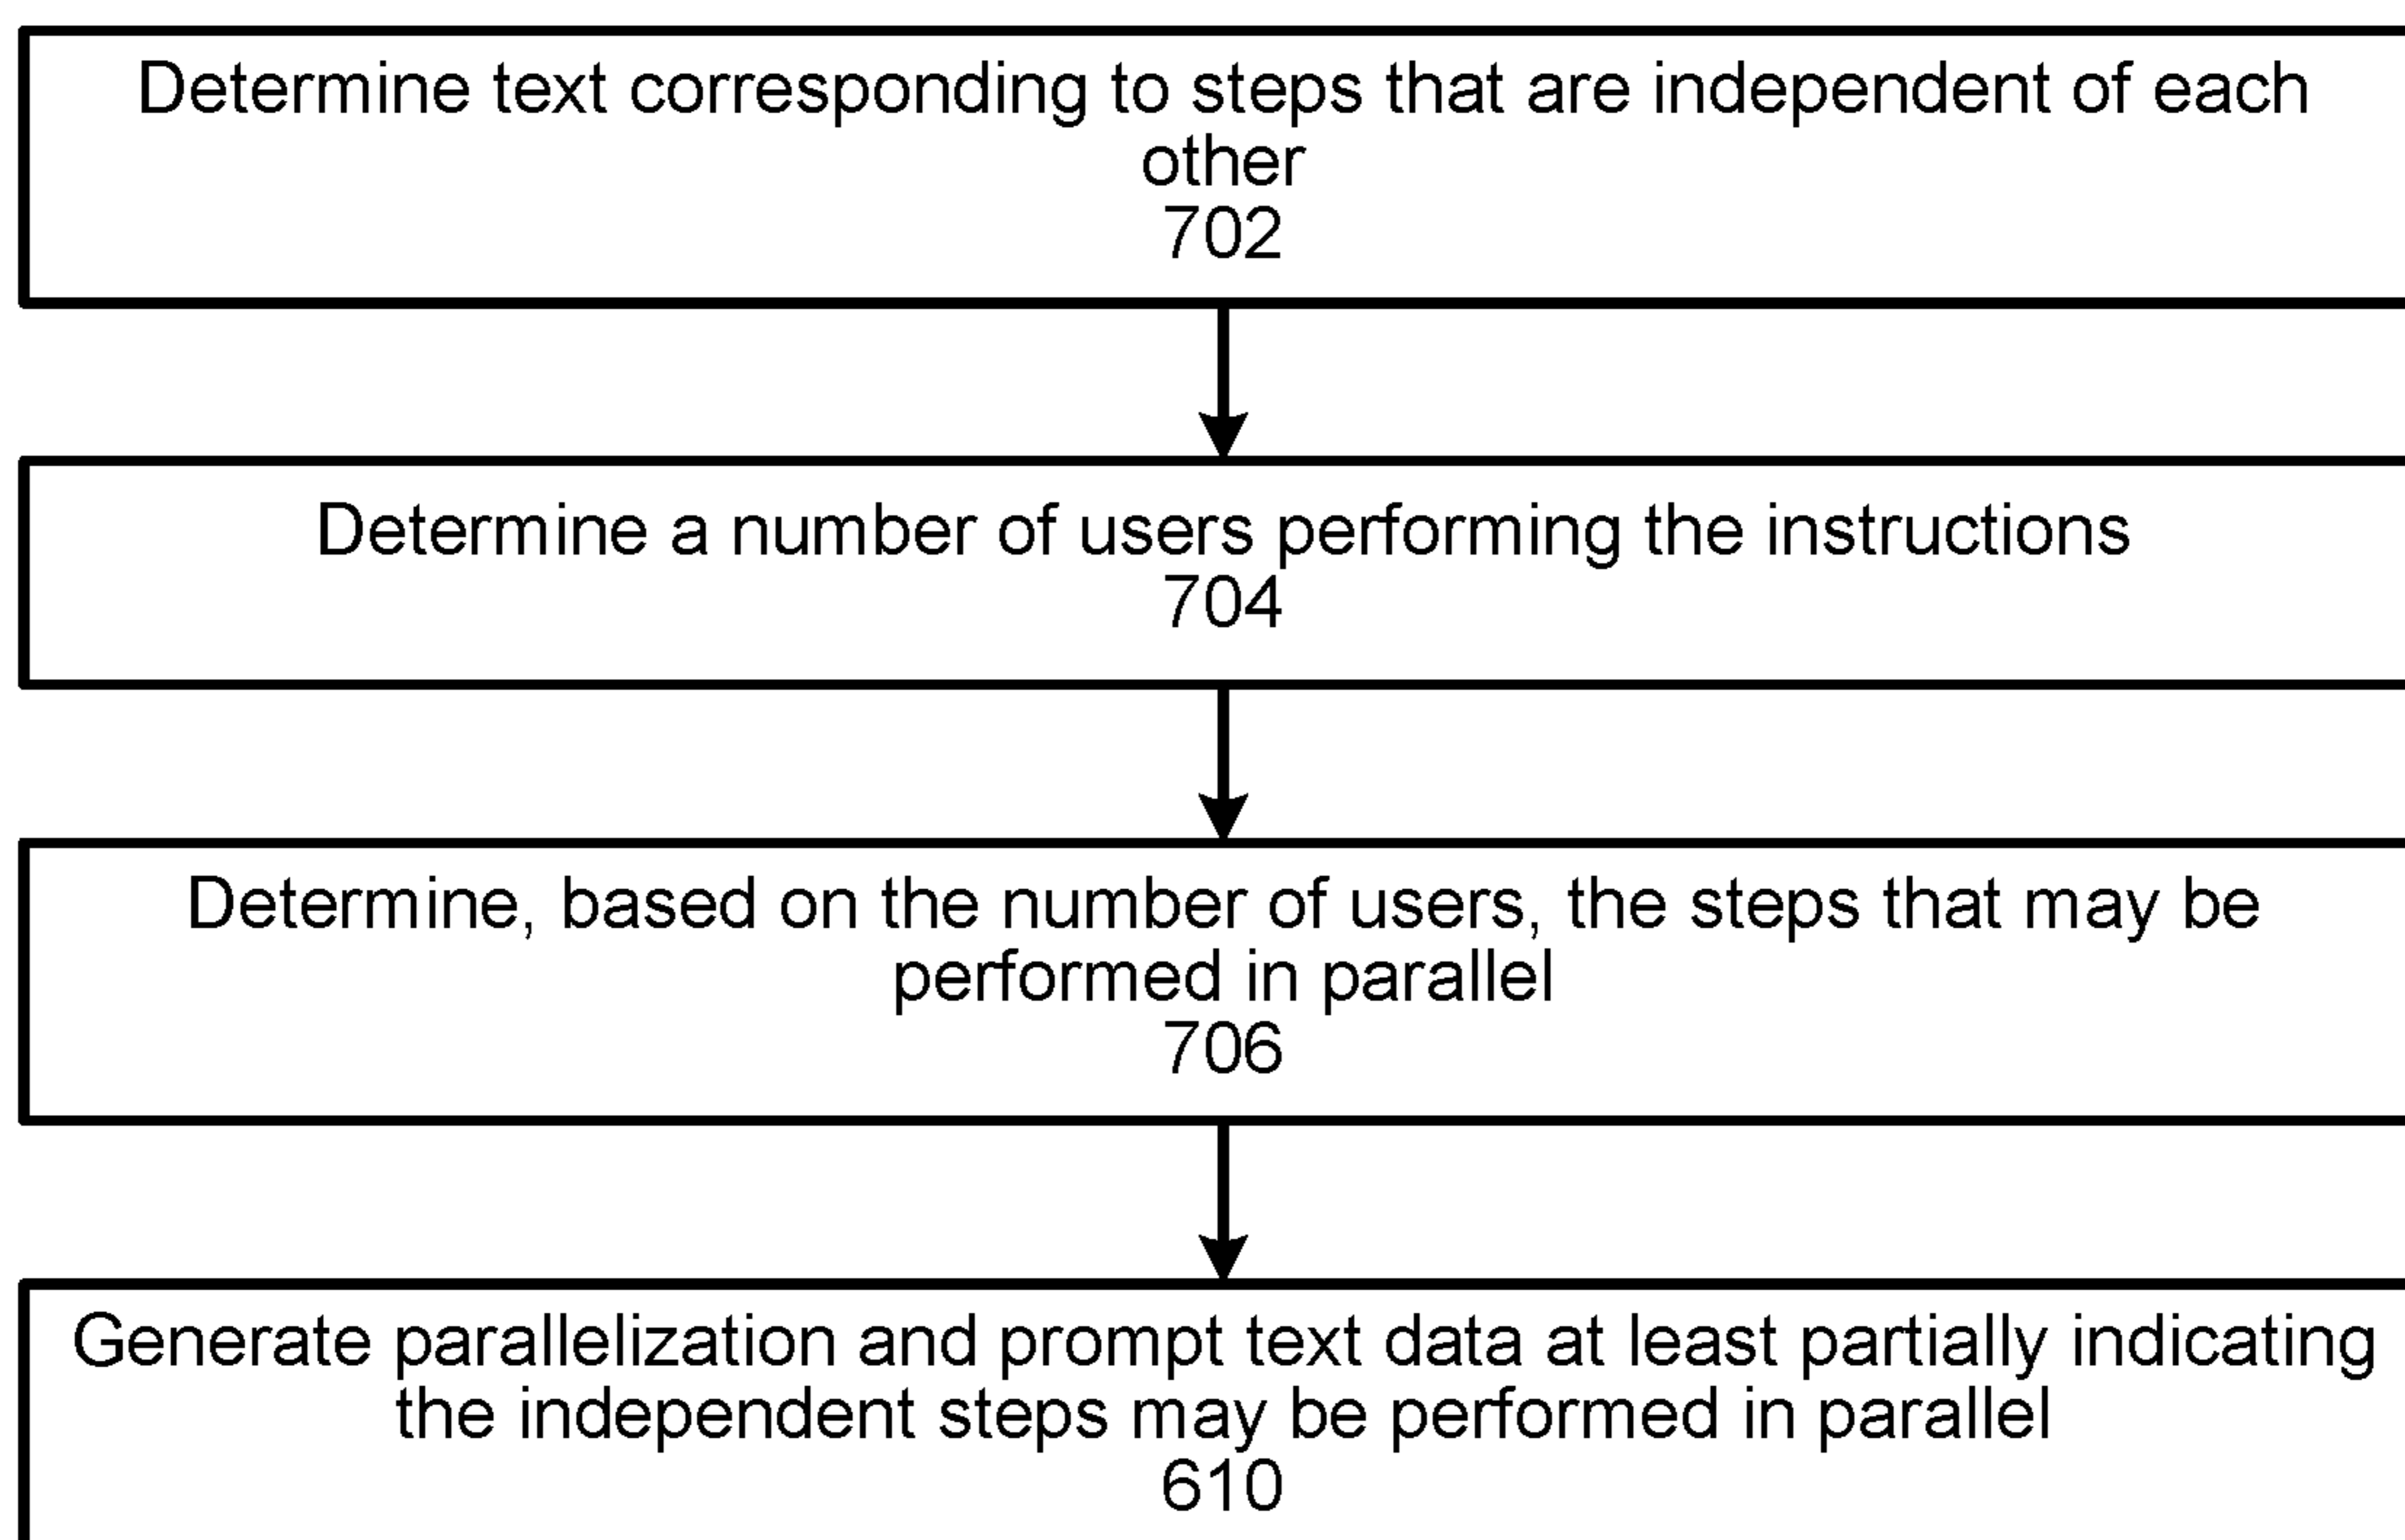 Determine text corresponding to steps that are independent of each
other
702
Determine a number of users performing the instructions
704
Determine, based on the number of users, the steps that may be
performed in parallel
706
Generate parallelization and prompt text data at least partially indicating
the independent steps may be performed in parallel
610